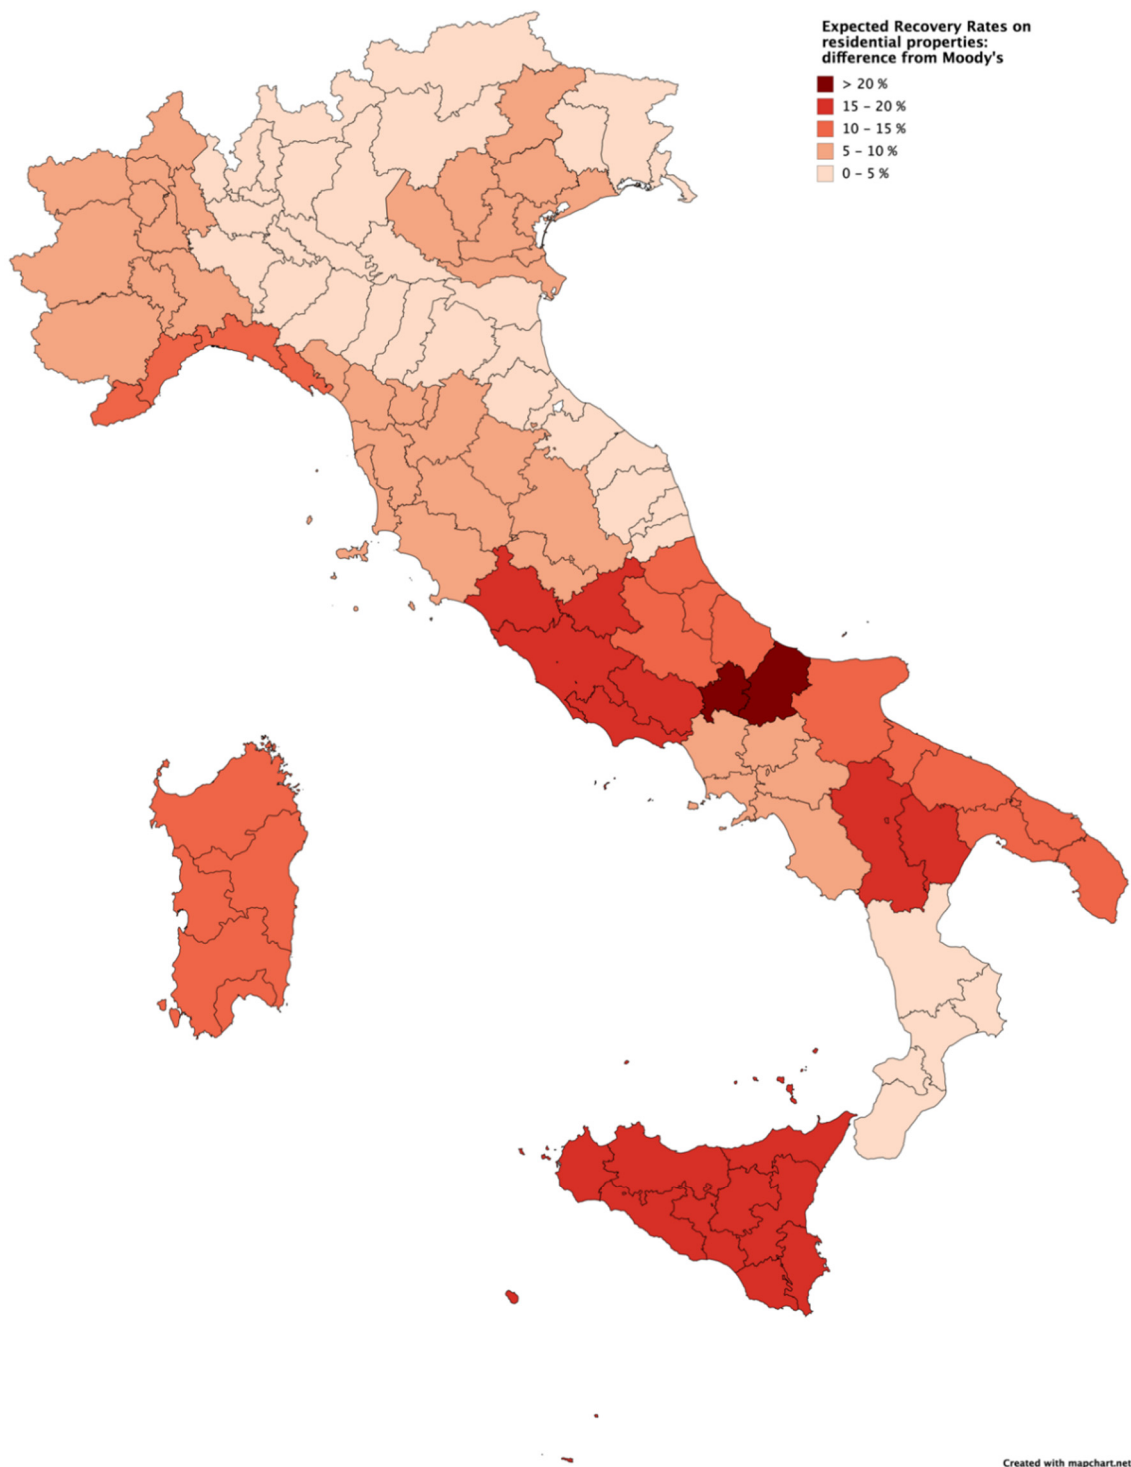 Expected Recovery Rates on
residential properties:
difference from Moody's
> 20 %
15 – 20 %
10 – 15 %
5 – 10 %
0 – 5 %
Created with mapchart.net